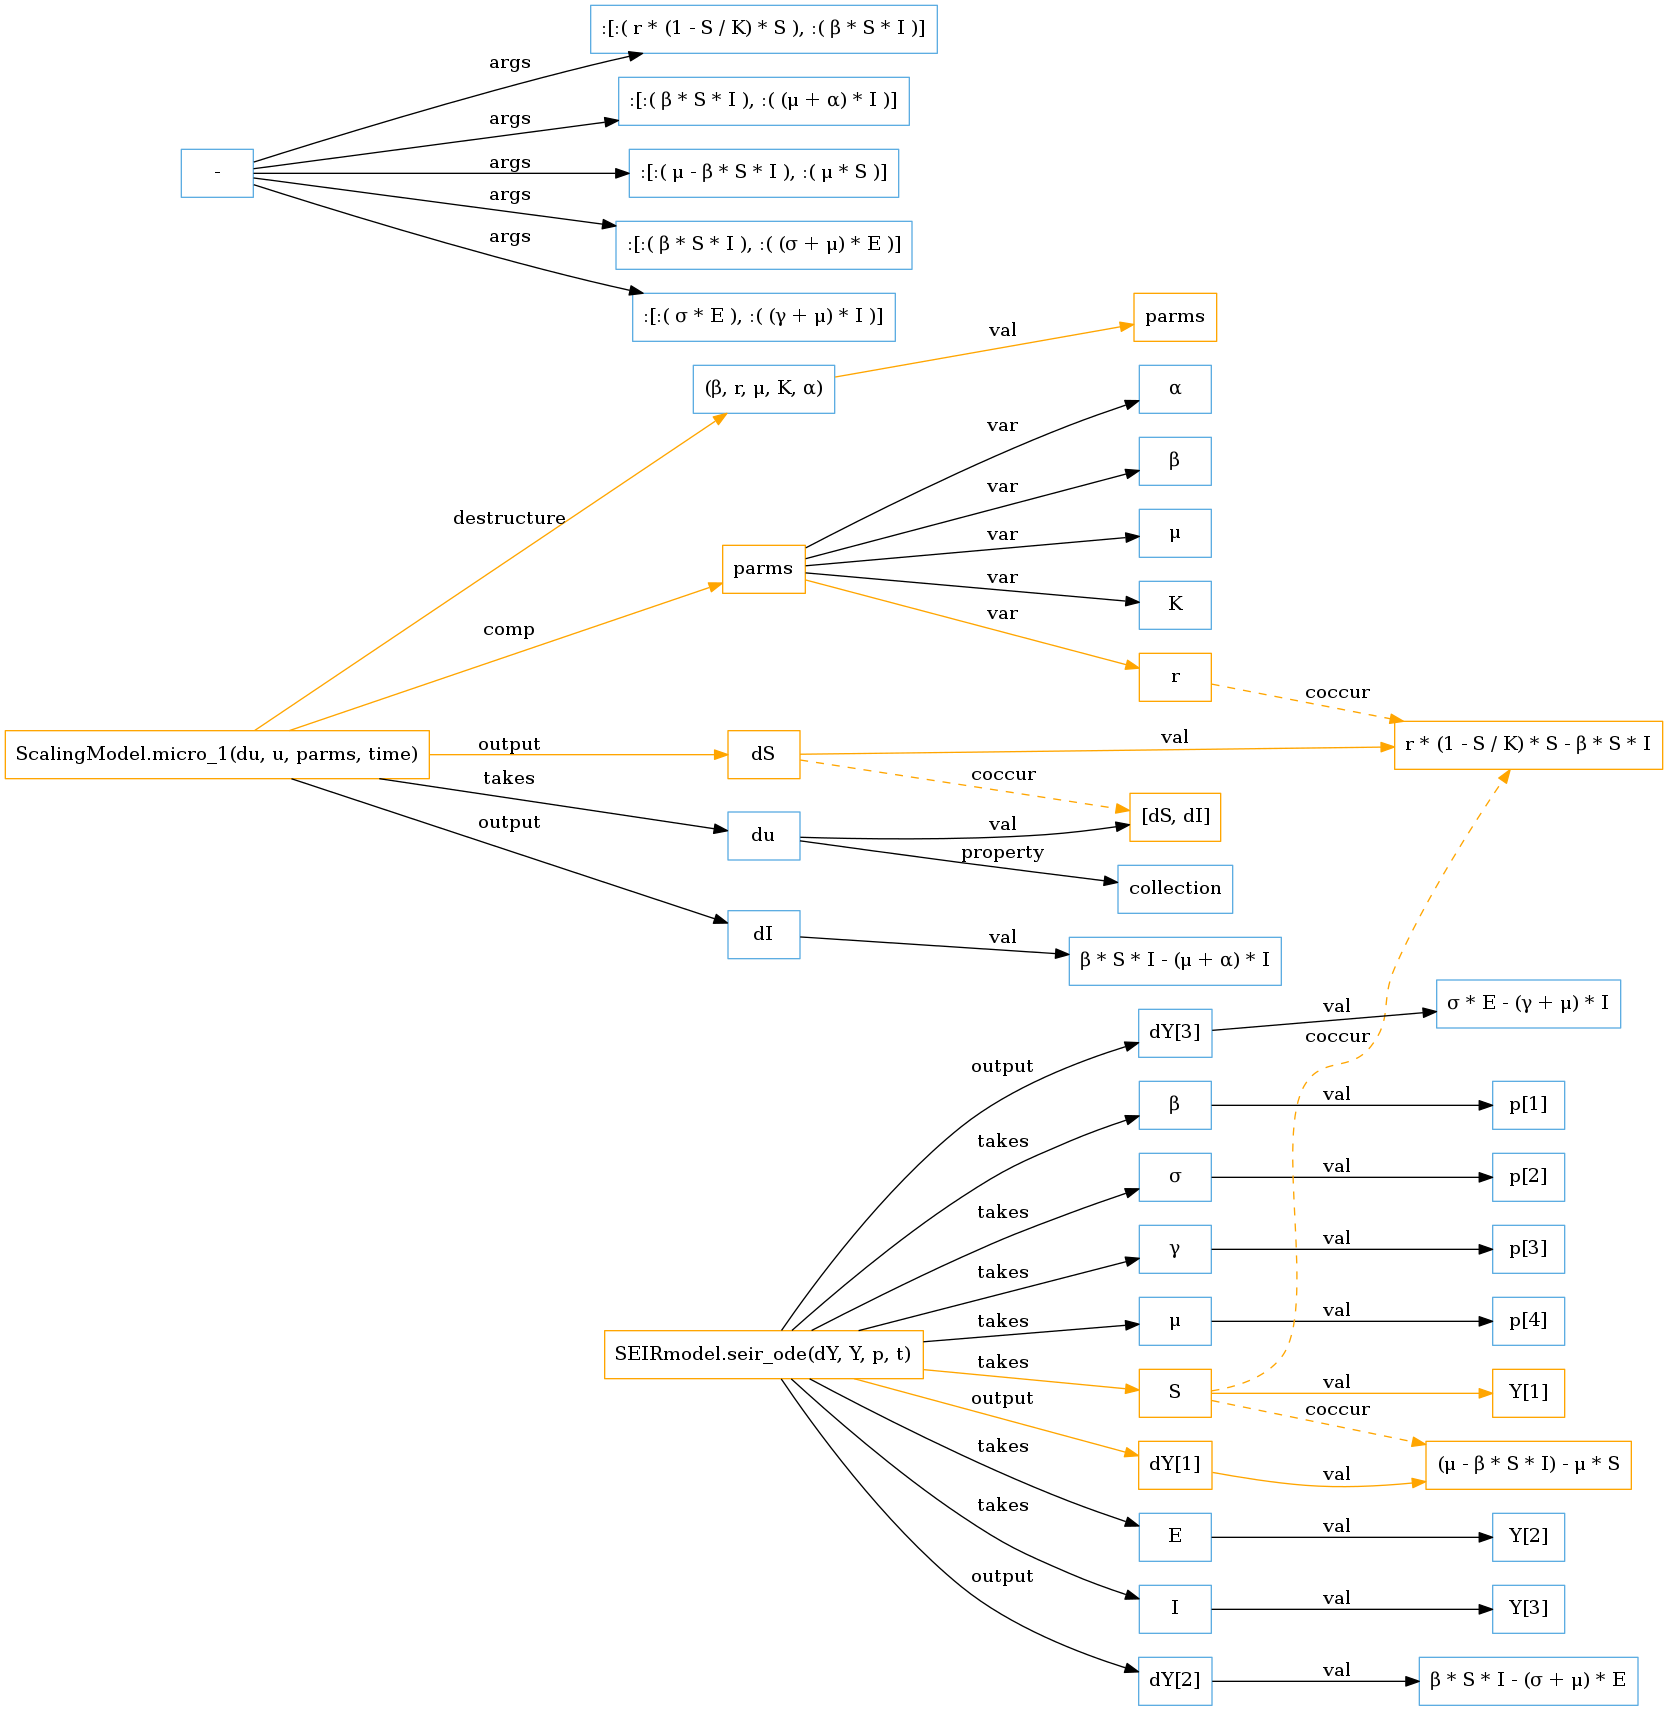 :[:( r * (1 - S / K) * S ), :( β * S * I )]
args
:[:( β * S * I ), :( (μ + α) * I )]
args
-
args
:[:( μ - β * S * I ), :( μ * S )]
args
:[:( β * S * I ), :( (σ + μ) * E )]
args
:[:( σ * E ), :( (γ + μ) * I )]
parms
val
(β, r, μ, K, α)
α
var
β
var
destructure
var
μ
parms
var
K
comp
var
r
coccur
ScalingModel.micro_1(du, u, parms, time)
output
dS
val
r * (1 - S / K) * S - β * S * I
takes
coccur
[dS, dI]
output
du
val
property
collection
dI
val
β * S * I - (μ + α) * I
σ * E - (γ + μ) * I
val
dY[3]
coccur
output
β
val
p[1]
takes
σ
val
p[2]
takes
γ
val
p[3]
takes
μ
val
p[4]
takes
SEIRmodel.seir_ode(dY, Y, p, t)
takes
S
val
Y[1]
output
coccur
takes
dY[1]
val
(μ - β * S * I) - μ * S
takes
E
val
Y[2]
output
I
val
Y[3]
dY[2]
val
β * S * I - (σ + μ) * E